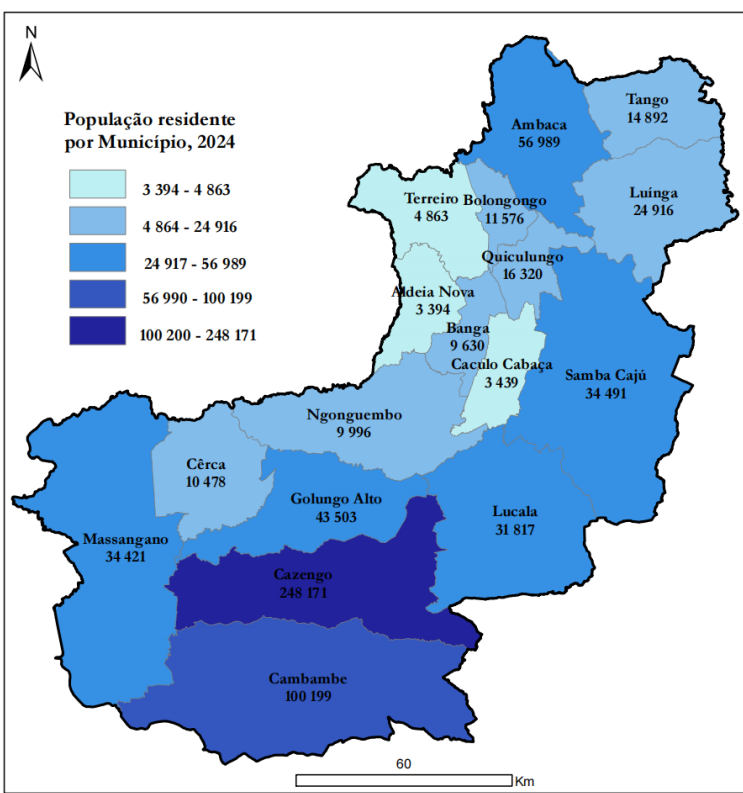 N
População residente
por Município, 2024
3 394 - 4 863
4 864 - 24 916
24 917 - 56 989
56 990 - 100 199
100 200 - 248 171
Tango
14 892
Ambaca
56 989
Luínga
24 916
Terreiro
4 863
Bolongongo
11 576
Quiculungo
16 320
Aldeia Nova
3 394
Banga
9 630
Caculo Cabaça
3 439
Samba Cajú
34 491
Ngonguembo
9 996
Cêrca
10 478
Golungo Alto
43 503
Lucala
31 817
Massangano
34 421
Cazengo
248 171
Cambambe
100 199
60
Km